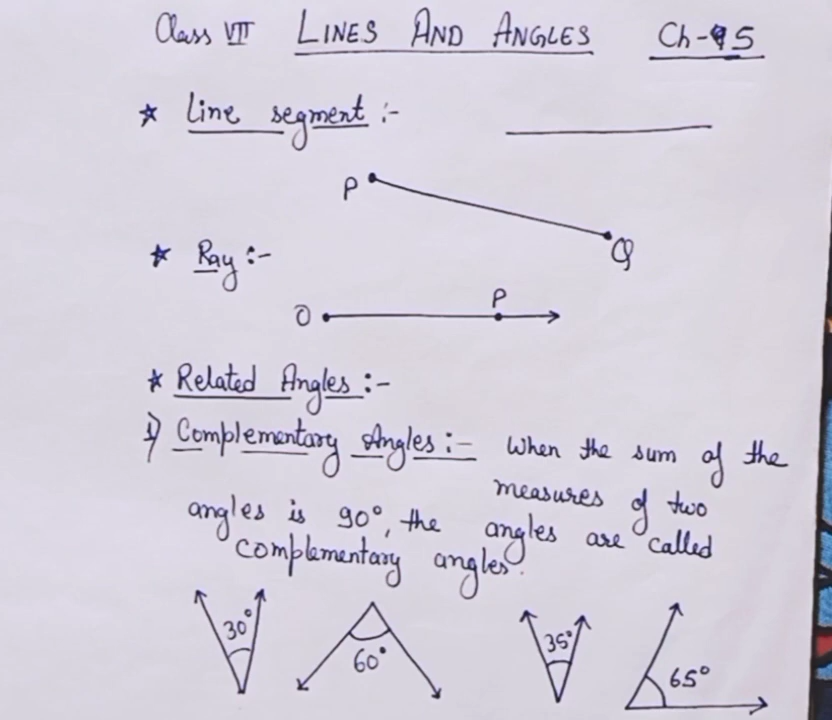 Class VII LINES AND ANGLES Ch-5
★ Line segment :-
P
Q
★ Ray :-
O P
★ Related Angles :-
1) Complementary Angles :- When the sum of the
measures of two
angles is 90°, the angles are called
complementary angles.
30° 60° 35° 65°